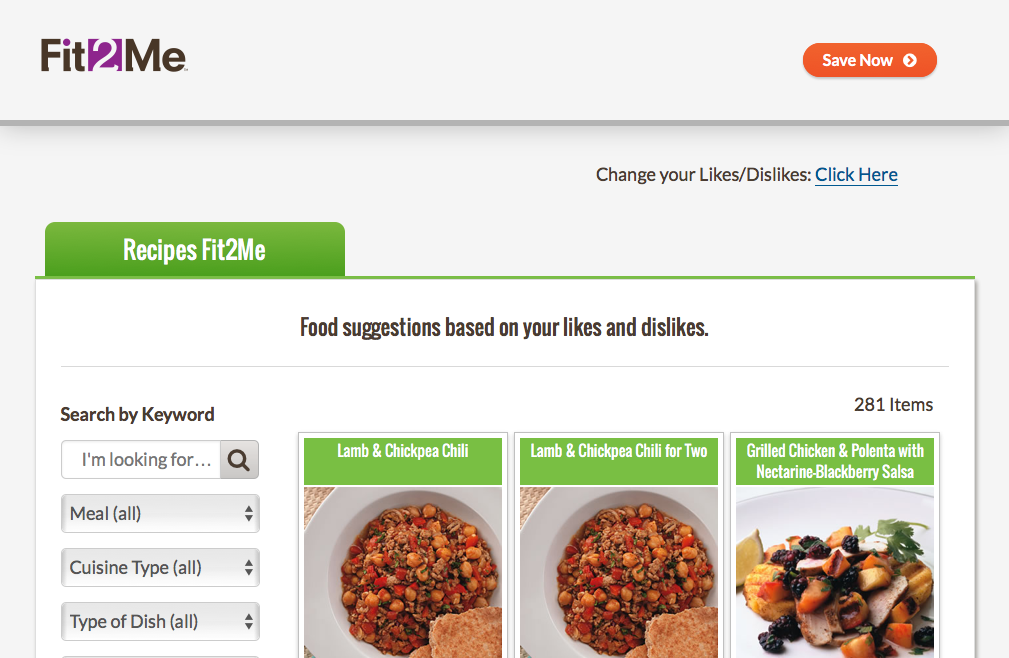 Fit2Me
Save Now
Change your Likes/Dislikes: Click Here
Recipes Fit2Me
Food suggestions based on your likes and dislikes.
281 Items
Search by Keyword
I'm looking for...
Meal (all)
Cuisine Type (all)
Type of Dish (all)
Lamb & Chickpea Chili
Lamb & Chickpea Chili for Two
Grilled Chicken & Polenta with
Nectarine-Blackberry Salsa